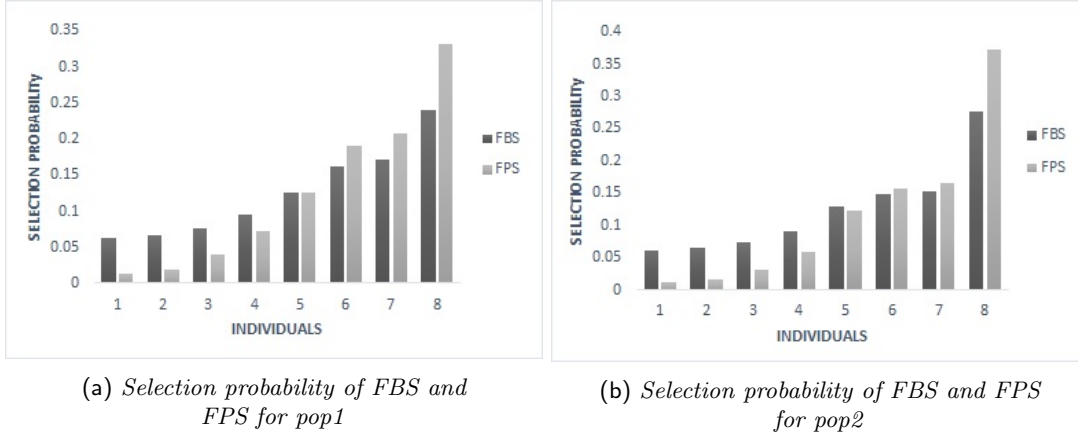 0.35
0.3
0.25
0.2
0.15
0.1
0.05
0
SELECTION PROBABILITY
1 2 3 4 5 6 7 8
INDIVIDUALS
FBS
FPS
(a) Selection probability of FBS and
FPS for pop1
0.4
0.35
0.3
0.25
0.2
0.15
0.1
0.05
0
SELECTION PROBABILITY
1 2 3 4 5 6 7 8
INDIVIDUALS
FBS
FPS
(b) Selection probability of FBS and FPS
for pop2